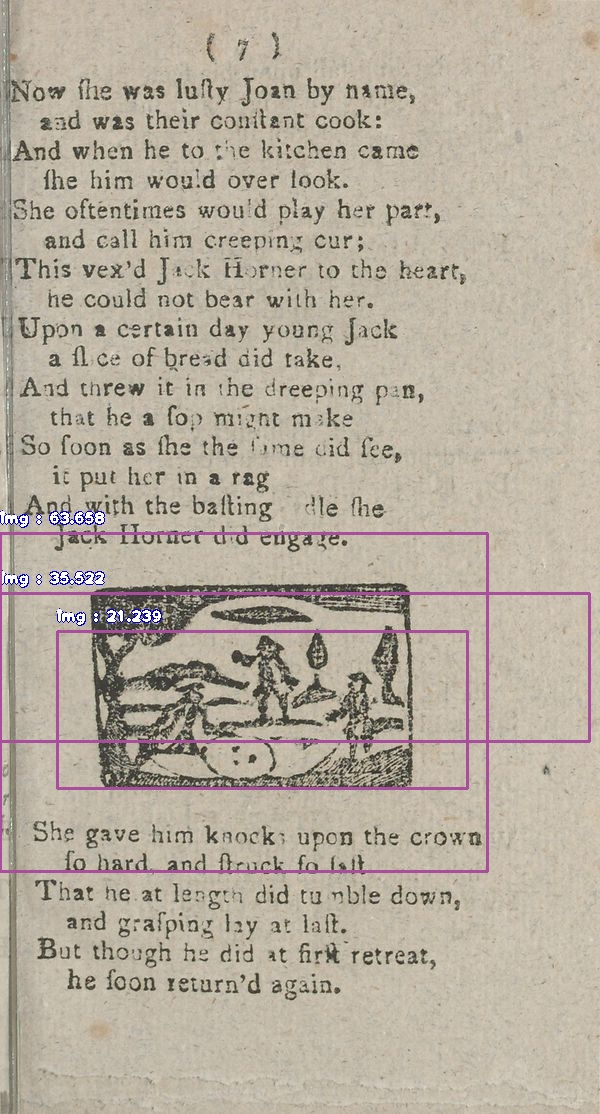 ( 7 )
Now ſhe was luſty Joan by name,
and was their conſtant cook:
And when he to the kitchen came
ſhe him would over look.
She oftentimes would play her part,
and call him creeping cur;
This vex'd Jack Horner to the heart,
he could not bear with her.
Upon a certain day young Jack
a ſlice of bread did take,
And threw it in the dreeping pan,
that he a ſop might make
So ſoon as ſhe the ſame did ſee,
it put her in a rag
And with the baſting dle ſhe
img : 63.658
Jack Horner did engage.
img : 35.522
img : 21.239
She gave him knocks upon the crown
ſo hard, and ſtruck ſo faſt
That he at length did tumble down,
and graſping lay at laſt.
But though he did at firſt retreat,
he ſoon return'd again.